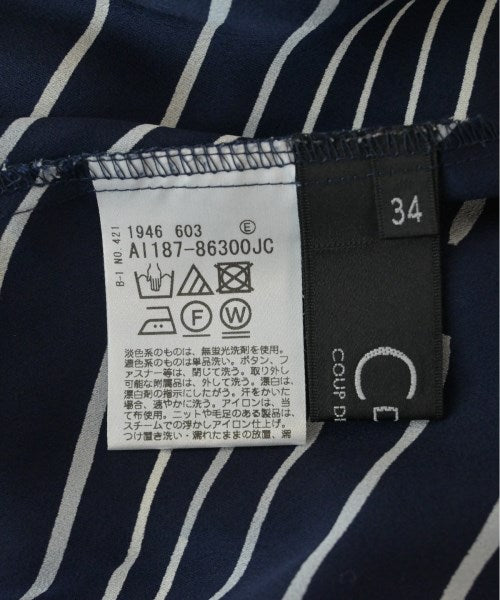 B-I NO. 421
1946 603 E
AI187-86300JC
F W
淡色系のものは、無蛍光洗剤を使用。
濃色系のものは単品洗い。ボタン、フ
ァスナー等は、閉じて洗う。取り外し
可能な附属品は、外して洗う。漂白は、
漂白剤の指示にしたがう。汗をかいた
場合、速やかに洗う。アイロンは、当
て布使用。ニットや毛足のある製品は、
スチームでの浮かしアイロン仕上げ。
つけ置き洗い・濡れたままの放置、濡
34
COUP D